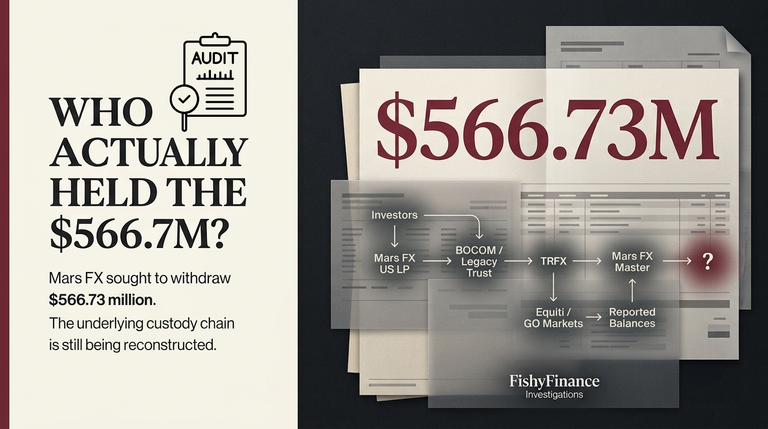 AUDIT
WHO
ACTUALLY
HELD THE
$566.7M?
Mars FX sought to withdraw
$566.73 million.
The underlying custody chain
is still being reconstructed.
$566.73M
Investors
Mars FX
US LP
BOCOM /
Legacy
Trust
TRFX
Mars FX
Master
?
Equiti /
GO Markets
Reported
Balances
FishyFinance
Investigations